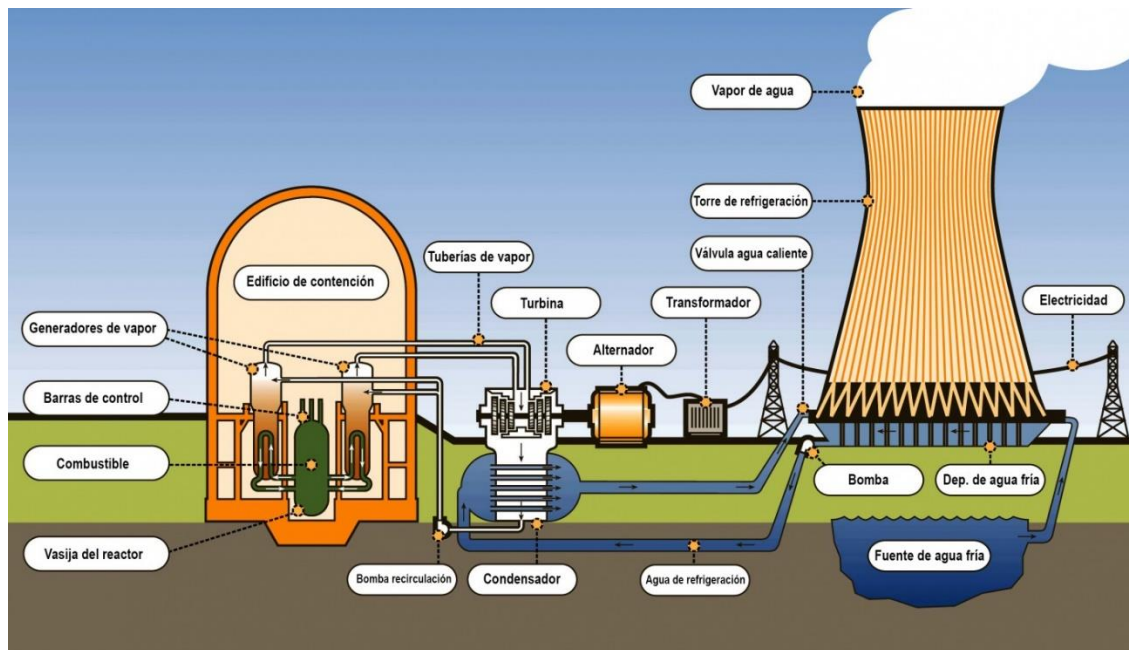 Vapor de agua
Torre de refrigeración
Válvula agua caliente
Tuberías de vapor
Edificio de contención
Turbina
Transformador
Electricidad
Generadores de vapor
Alternador
Barras de control
Combustible
Bomba
Dep. de agua fría
Vasija del reactor
Fuente de agua fría
Bomba recirculación
Condensador
Agua de refrigeración